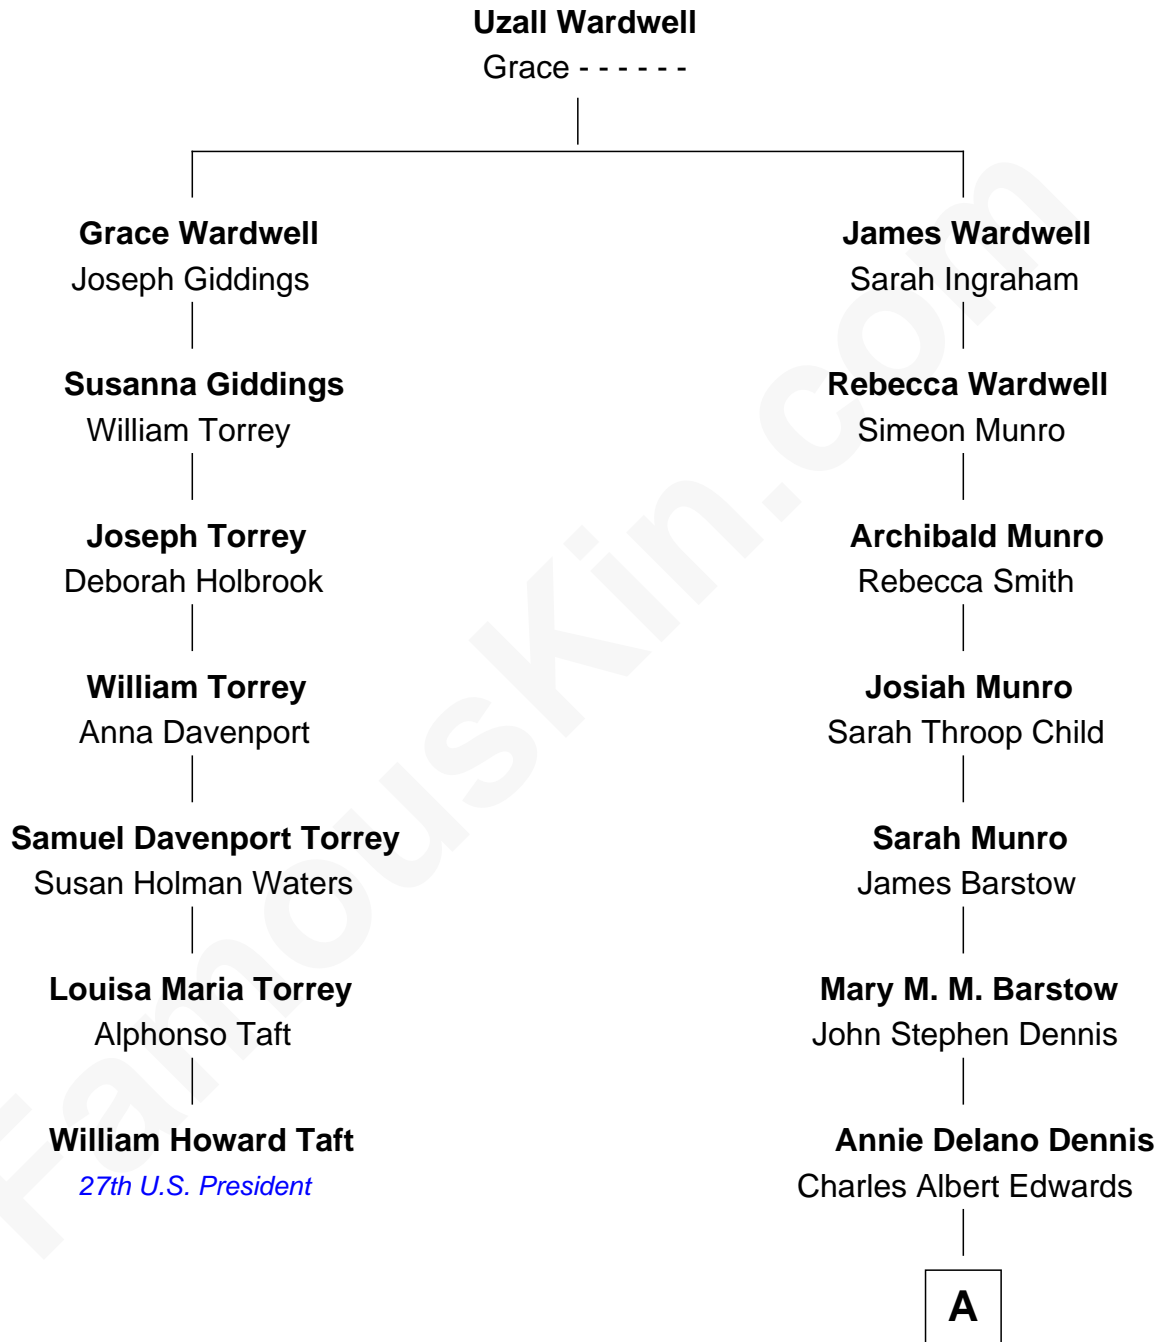 Uzall Wardwell
Grace - - - - - -
Grace Wardwell
Joseph Giddings
James Wardwell
Sarah Ingraham
Susanna Giddings
William Torrey
Rebecca Wardwell
Simeon Munro
Joseph Torrey
Deborah Holbrook
Archibald Munro
Rebecca Smith
William Torrey
Anna Davenport
Josiah Munro
Sarah Throop Child
Samuel Davenport Torrey
Susan Holman Waters
Sarah Munro
James Barstow
Louisa Maria Torrey
Alphonso Taft
Mary M. M. Barstow
John Stephen Dennis
William Howard Taft
27th U.S. President
Annie Delano Dennis
Charles Albert Edwards
A
FamousKin.com